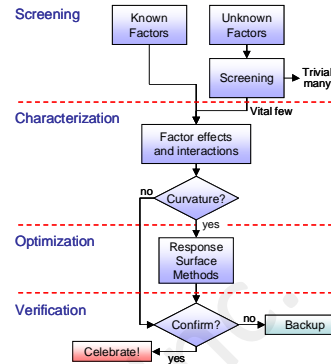 Screening
Known
Factors
Unknown
Factors
Screening
Trivial
many
Vital few
Characterization
Factor effects
and interactions
no
Curvature?
yes
Optimization
Response
Surface
Methods
Verification
Confirm?
no
Backup
yes
Celebrate!